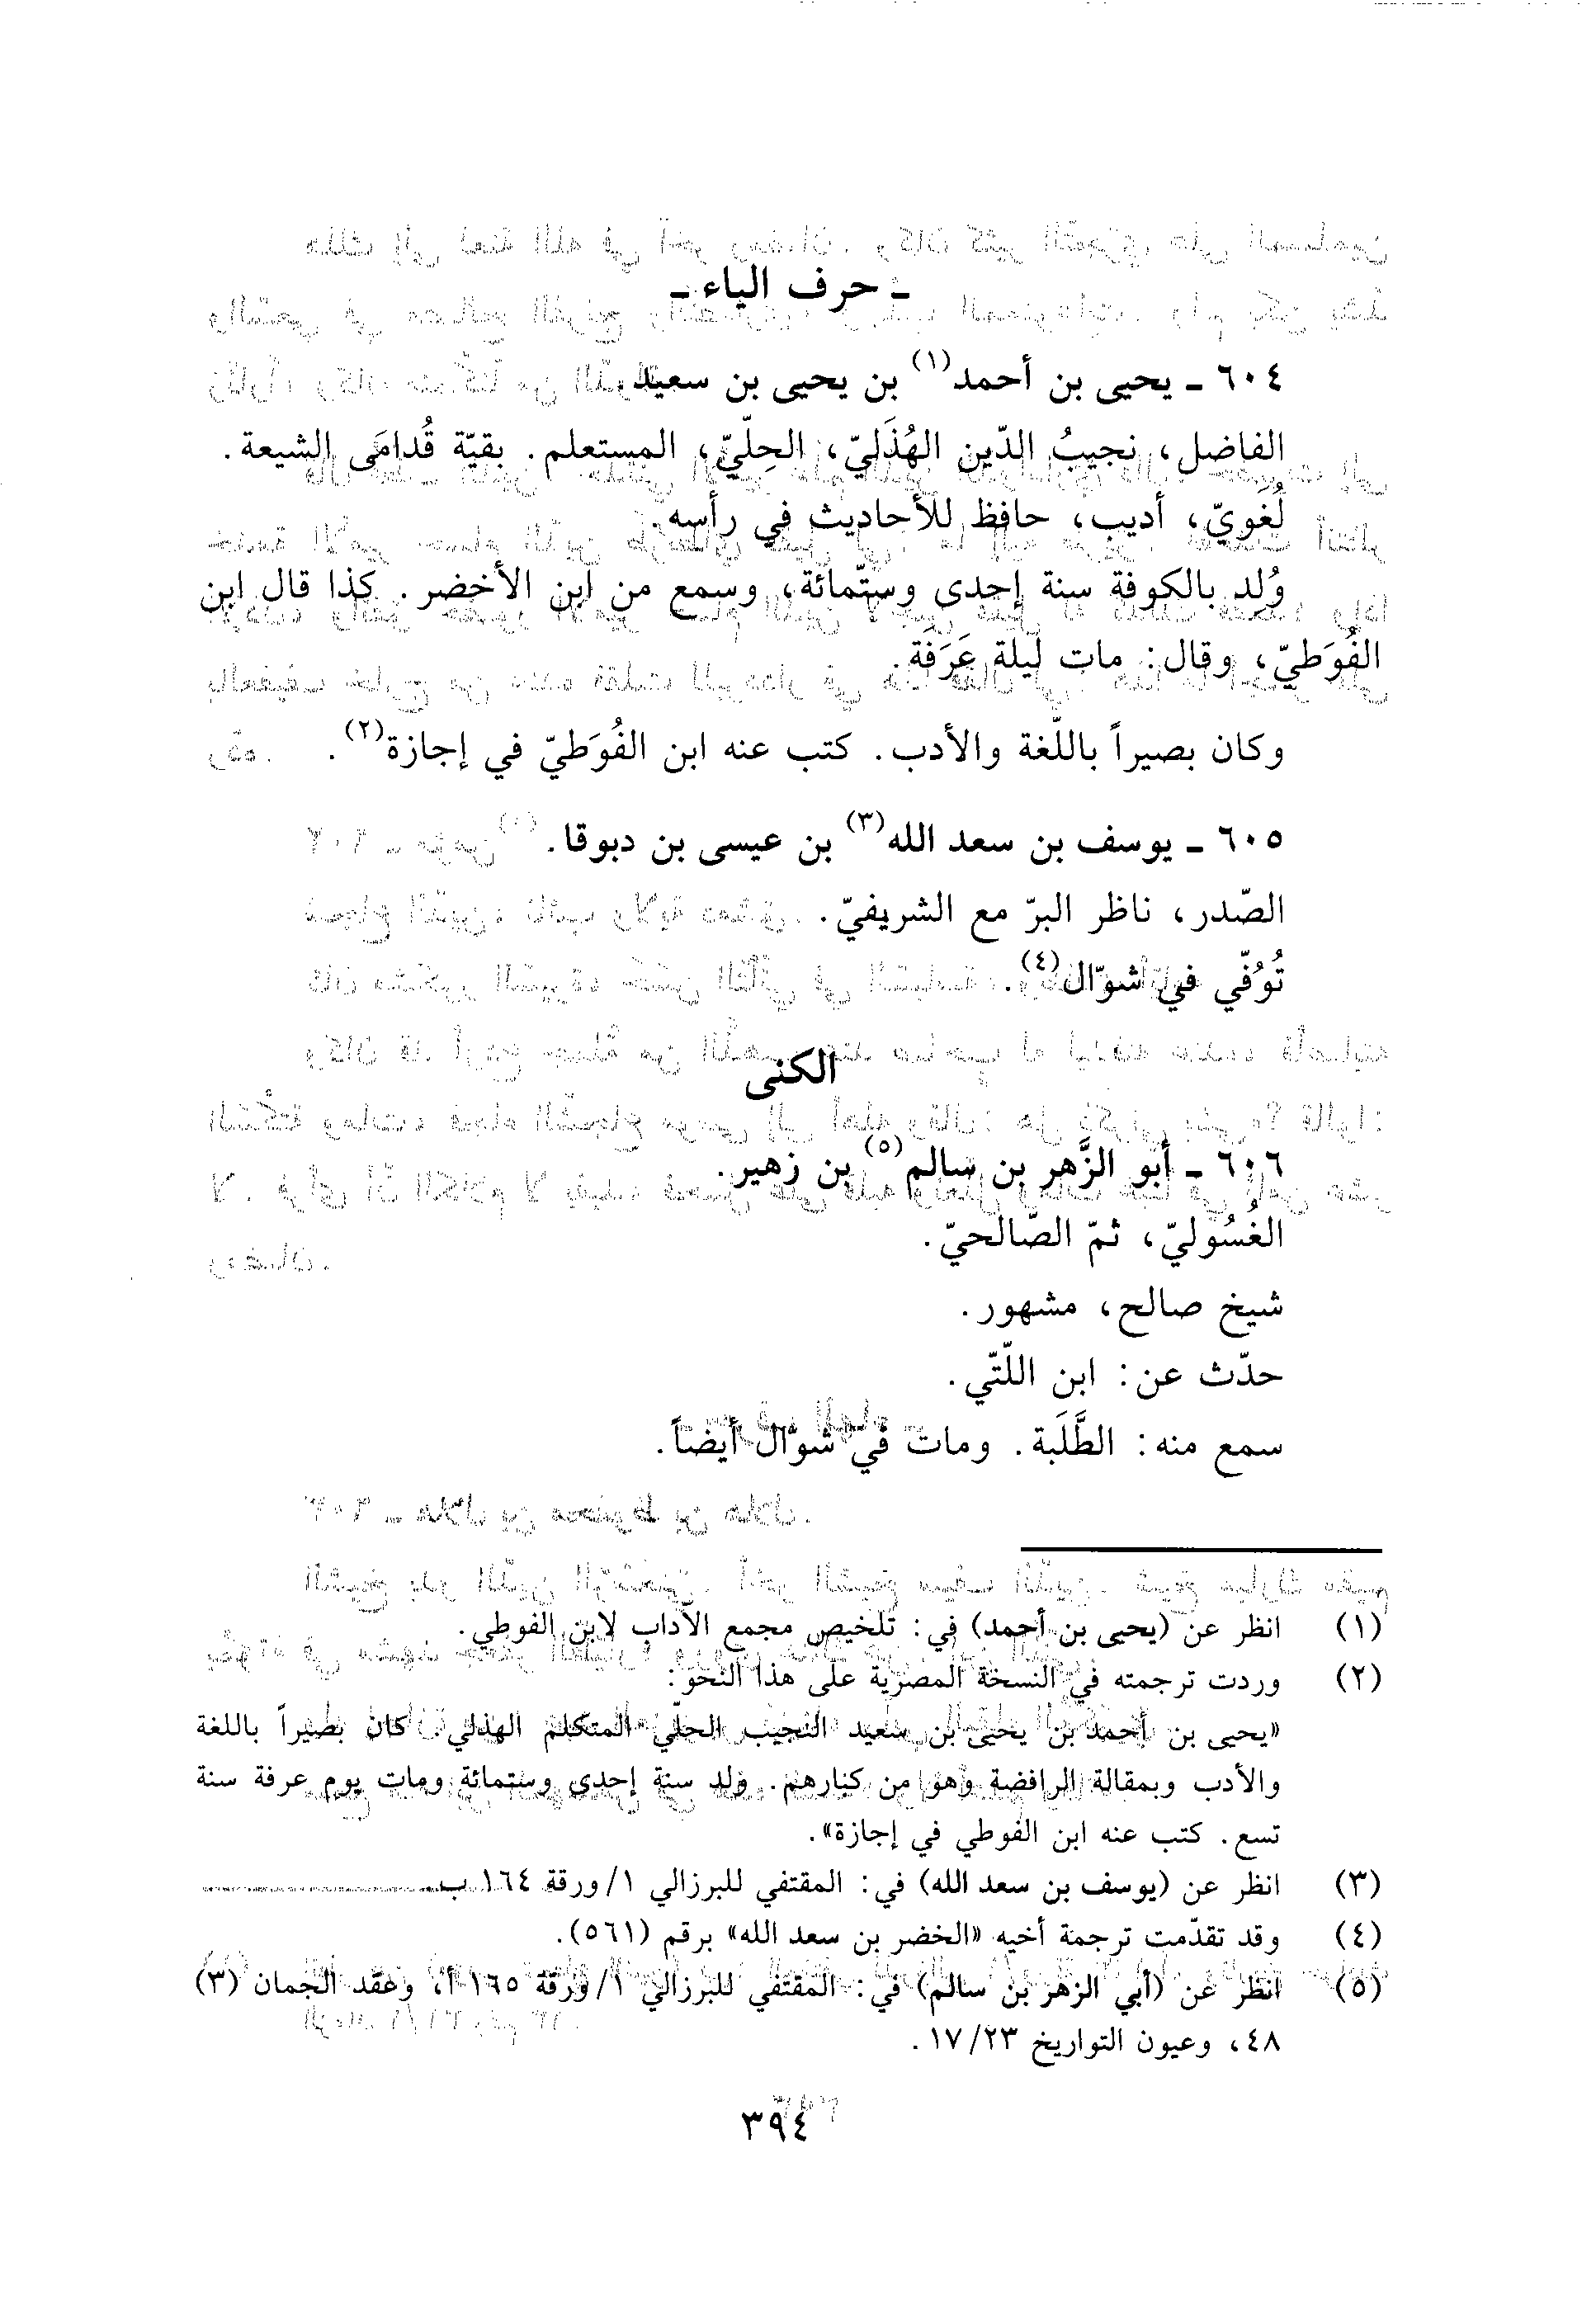 ـ حرف الياء ـ
٦٠٤ ـ يحيى بن أحمد(١) بن يحيى بن سعيد
الفاضل، نجيبُ الدّين الهُذَليّ، الحِلّيّ، المستعلم. بقيّة قُدامَى الشيعة.
لُغَويّ، أديب، حافظ للأحاديث في رأسه.
وُلِد بالكوفة سنة إحدى وستّمائة، وسمع من ابن الأخضر. كذا قال ابن
الفُوَطيّ، وقال: مات ليلة عَرَفَة.
وكان بصيراً باللّغة والأدب. كتب عنه ابن الفُوَطيّ في إجازة(٢).
٦٠٥ ـ يوسف بن سعد الله(٣) بن عيسى بن دبوقا.
الصّدر، ناظر البرّ مع الشريفيّ.
تُوُفّي في شوّال(٤).
الكنى
٦٠٦ ـ أبو الزَّهر بن سالم(٥) بن زهير.
الغُسُوليّ، ثمّ الصّالحيّ.
شيخ صالح، مشهور.
حدّث عن: ابن اللّتّي.
سمع منه: الطَّلَبة. ومات في شوّال أيضاً.
(١) انظر عن (يحيى بن أحمد) في: تلخيص مجمع الآداب لابن الفوطي.
(٢) وردت ترجمته في النسخة المصرية على هذا النحو:
«يحيى بن أحمد بن يحيى بن سعيد النجيب الحلّي المتكلم الهذلي. كان بصيراً باللغة
والأدب وبمقالة الرافضة وهو من كبارهم. ولد سنة إحدى وستمائة ومات يوم عرفة سنة
تسع. كتب عنه ابن الفوطي في إجازة».
(٣) انظر عن (يوسف بن سعد الله) في: المقتفي للبرزالي ١/ورقة ١٦٤ ب.
(٤) وقد تقدّمت ترجمة أخيه «الخضر بن سعد الله» برقم (٥٦١).
(٥) انظر عن (أبي الزهر بن سالم) في: المقتفي للبرزالي ١/ورقة ١٦٥ أ، وعقد الجمان (٣)
٤٨، وعيون التواريخ ١٧/٢٣.
٣٩٤